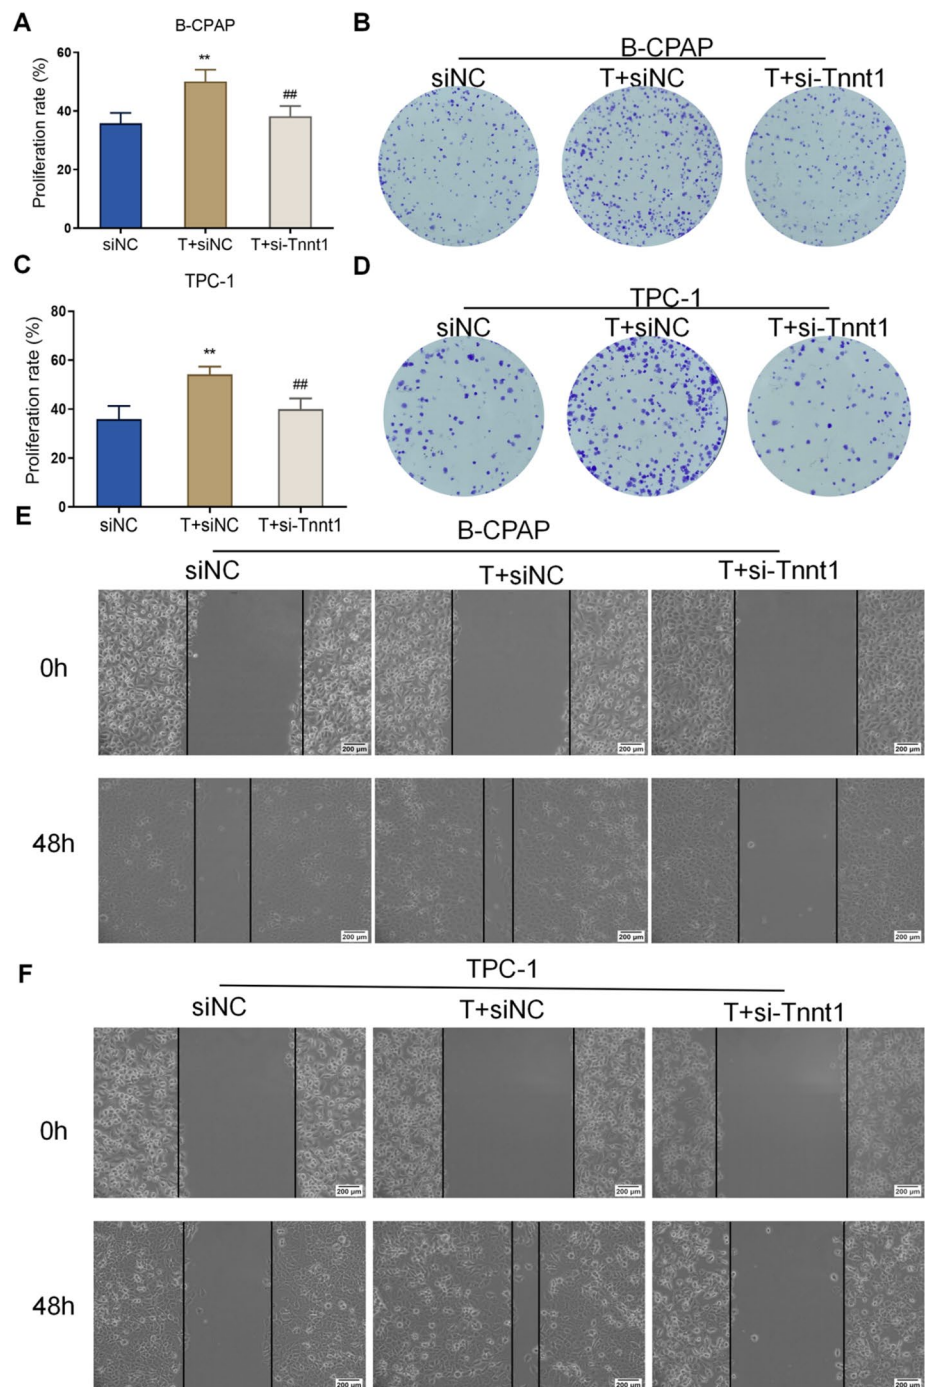 A
B-CPAP
Proliferation rate (%)
60
40
20
0
**
##
siNC
T+siNC
T+si-Tnnt1
B
B-CPAP
siNC
T+siNC
T+si-Tnnt1
C
TPC-1
Proliferation rate (%)
80
60
40
20
0
**
##
siNC
T+siNC
T+si-Tnnt1
D
TPC-1
siNC
T+siNC
T+si-Tnnt1
E
B-CPAP
siNC
T+siNC
T+si-Tnnt1
0h
200 μm
200 μm
200 μm
48h
200 μm
200 μm
200 μm
F
TPC-1
siNC
T+siNC
T+si-Tnnt1
0h
200 μm
200 μm
200 μm
48h
200 μm
200 μm
200 μm